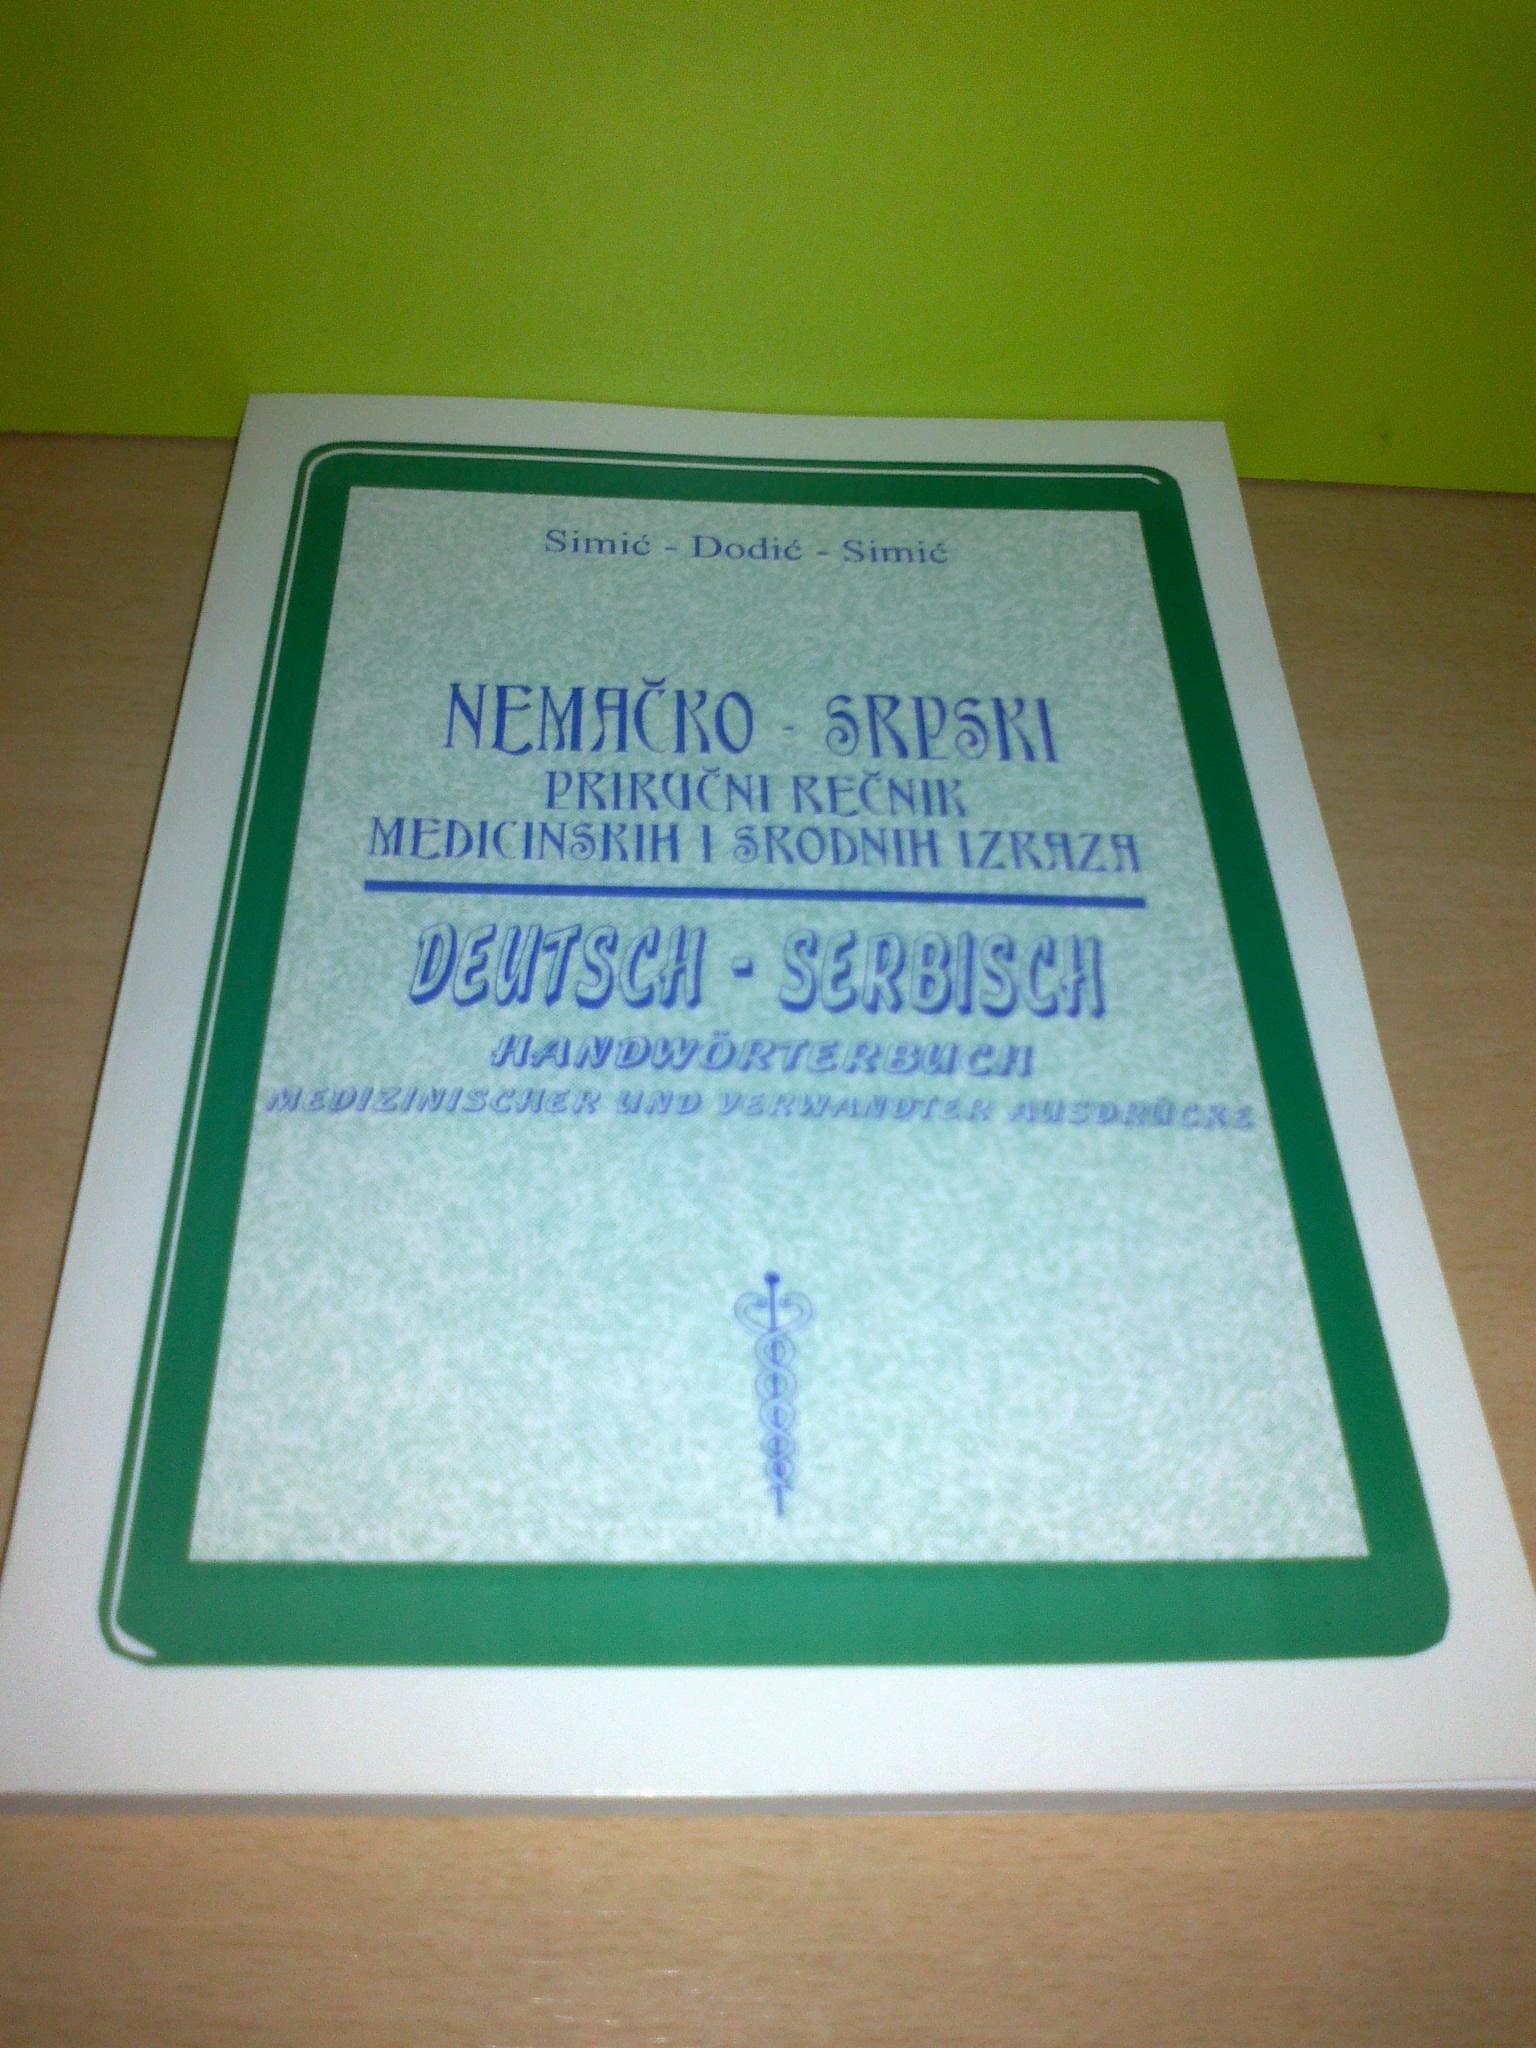 Simić - Dodić - Simić
NEMAČKO - SRPSKI
PRIRUČNI REČNIK
MEDICINSKIH I SRODNIH IZRAZA
DEUTSCH - SERBISCH
HANDWÖRTERBUCH
MEDIZINISCHER UND VERWANDTER AUSDRÜCKE